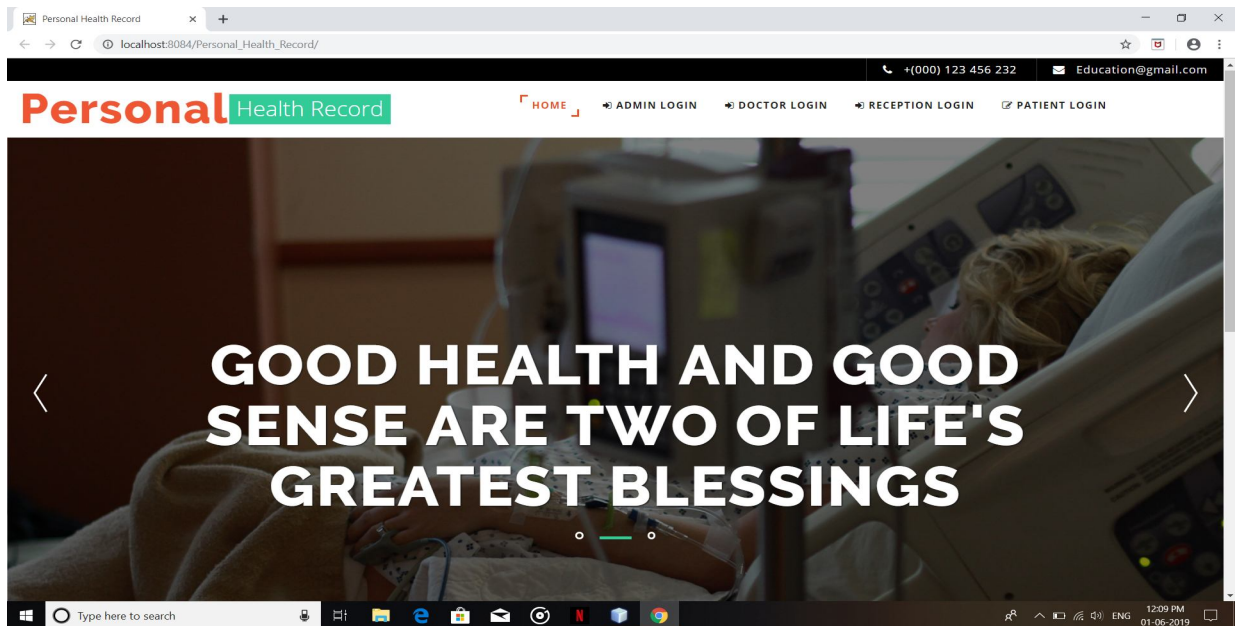 Personal Health Record
localhost:8084/Personal_Health_Record/
+(000) 123 456 232 Education@gmail.com
Personal Health Record HOME ADMIN LOGIN DOCTOR LOGIN RECEPTION LOGIN PATIENT LOGIN
GOOD HEALTH AND GOOD
SENSE ARE TWO OF LIFE'S
GREATEST BLESSINGS
Type here to search
ENG 12:09 PM
01-06-2019